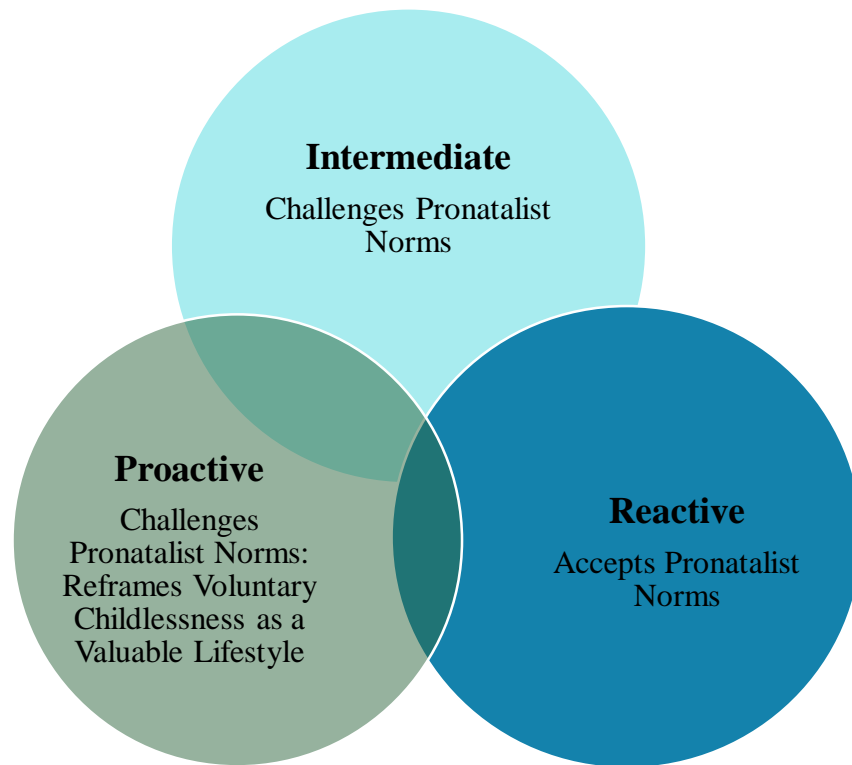 Intermediate
Challenges Pronatalist
Norms
Proactive
Challenges
Pronatalist Norms:
Reframes Voluntary
Childlessness as a
Valuable Lifestyle
Reactive
Accepts Pronatalist
Norms